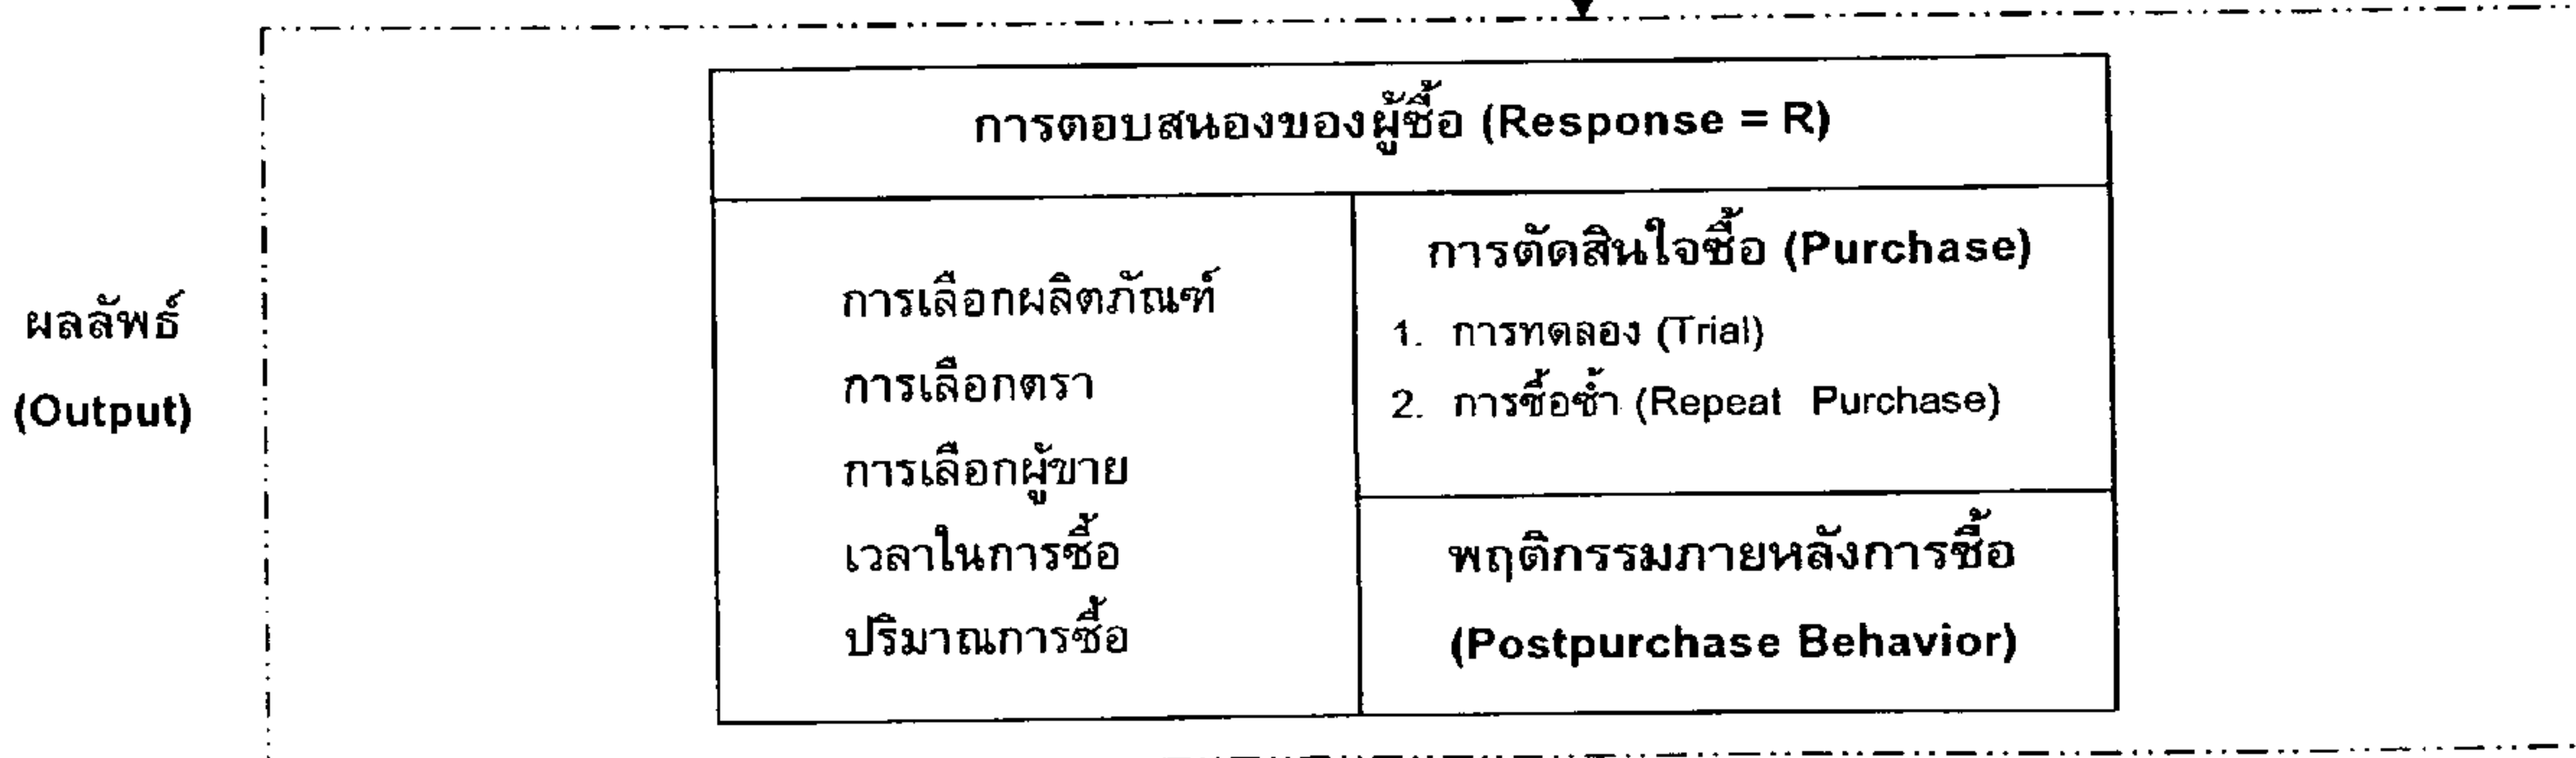 การตอบสนองของผู้ซื้อ (Response = R)
ผลลัพธ์
(Output)
การเลือกผลิตภัณฑ์
การเลือกตรา
การเลือกผู้ขาย
เวลาในการซื้อ
ปริมาณการซื้อ
การตัดสินใจซื้อ (Purchase)
1. การทดลอง (Trial)
2. การซื้อซ้ำ (Repeat Purchase)
พฤติกรรมภายหลังการซื้อ
(Postpurchase Behavior)